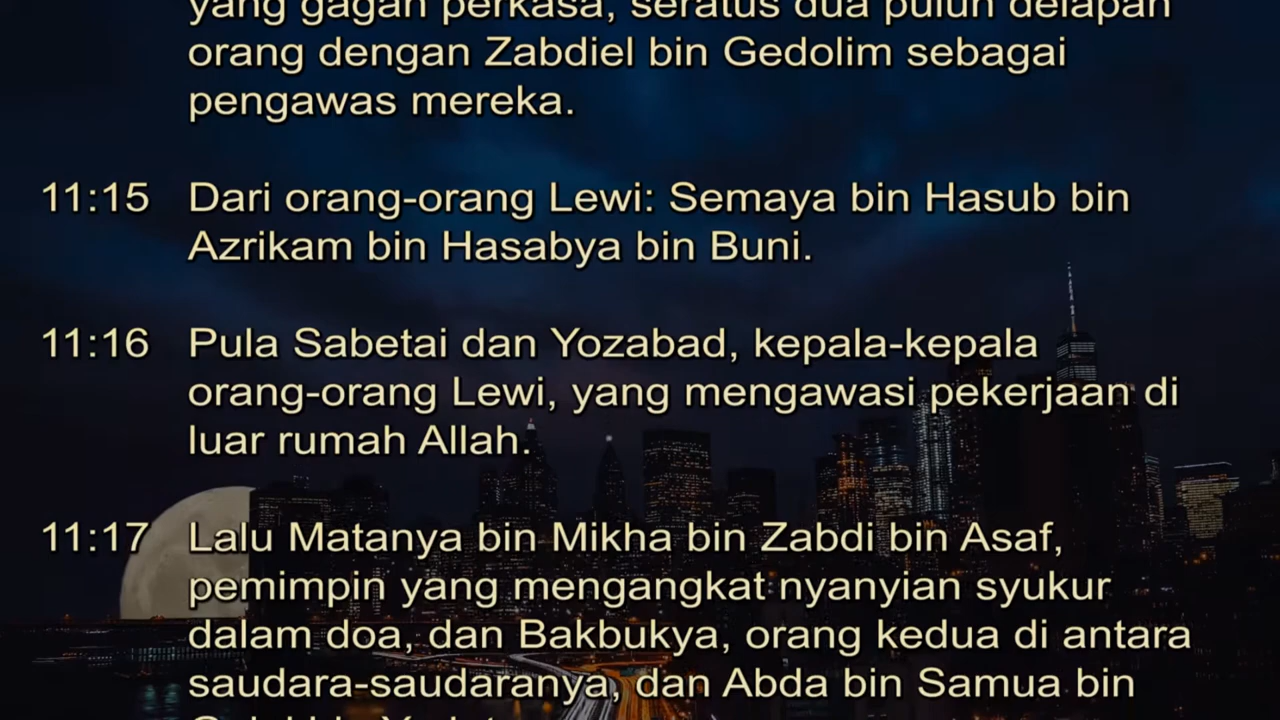 yang gagah perkasa, seratus dua puluh delapan
orang dengan Zabdiel bin Gedolim sebagai
pengawas mereka.
11:15 Dari orang-orang Lewi: Semaya bin Hasub bin
Azrikam bin Hasabya bin Buni.
11:16 Pula Sabetai dan Yozabad, kepala-kepala
orang-orang Lewi, yang mengawasi pekerjaan di
luar rumah Allah.
11:17 Lalu Matanya bin Mikha bin Zabdi bin Asaf,
pemimpin yang mengangkat nyanyian syukur
dalam doa, dan Bakbukya, orang kedua di antara
saudara-saudaranya, dan Abda bin Samua bin